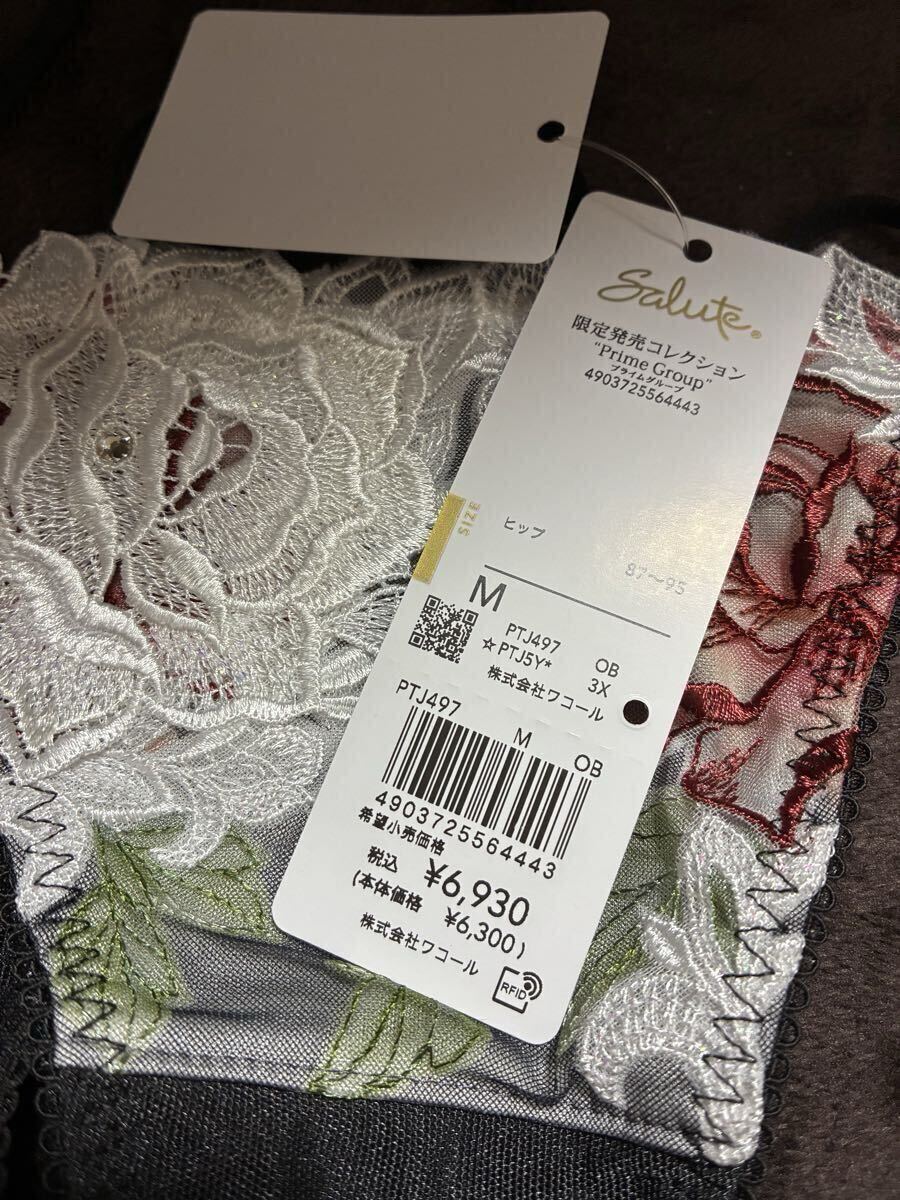 Salute®
限定発売コレクション
“Prime Group”
プライムグループ
4903725564443
SIZE
ヒップ 87～95
M
PTJ497 OB
☆PTJ5Y* 3X
株式会社ワコール
PTJ497 M OB
4903725564443
希望小売価格
税込 ¥6,930
(本体価格 ¥6,300)
株式会社ワコール
RFID